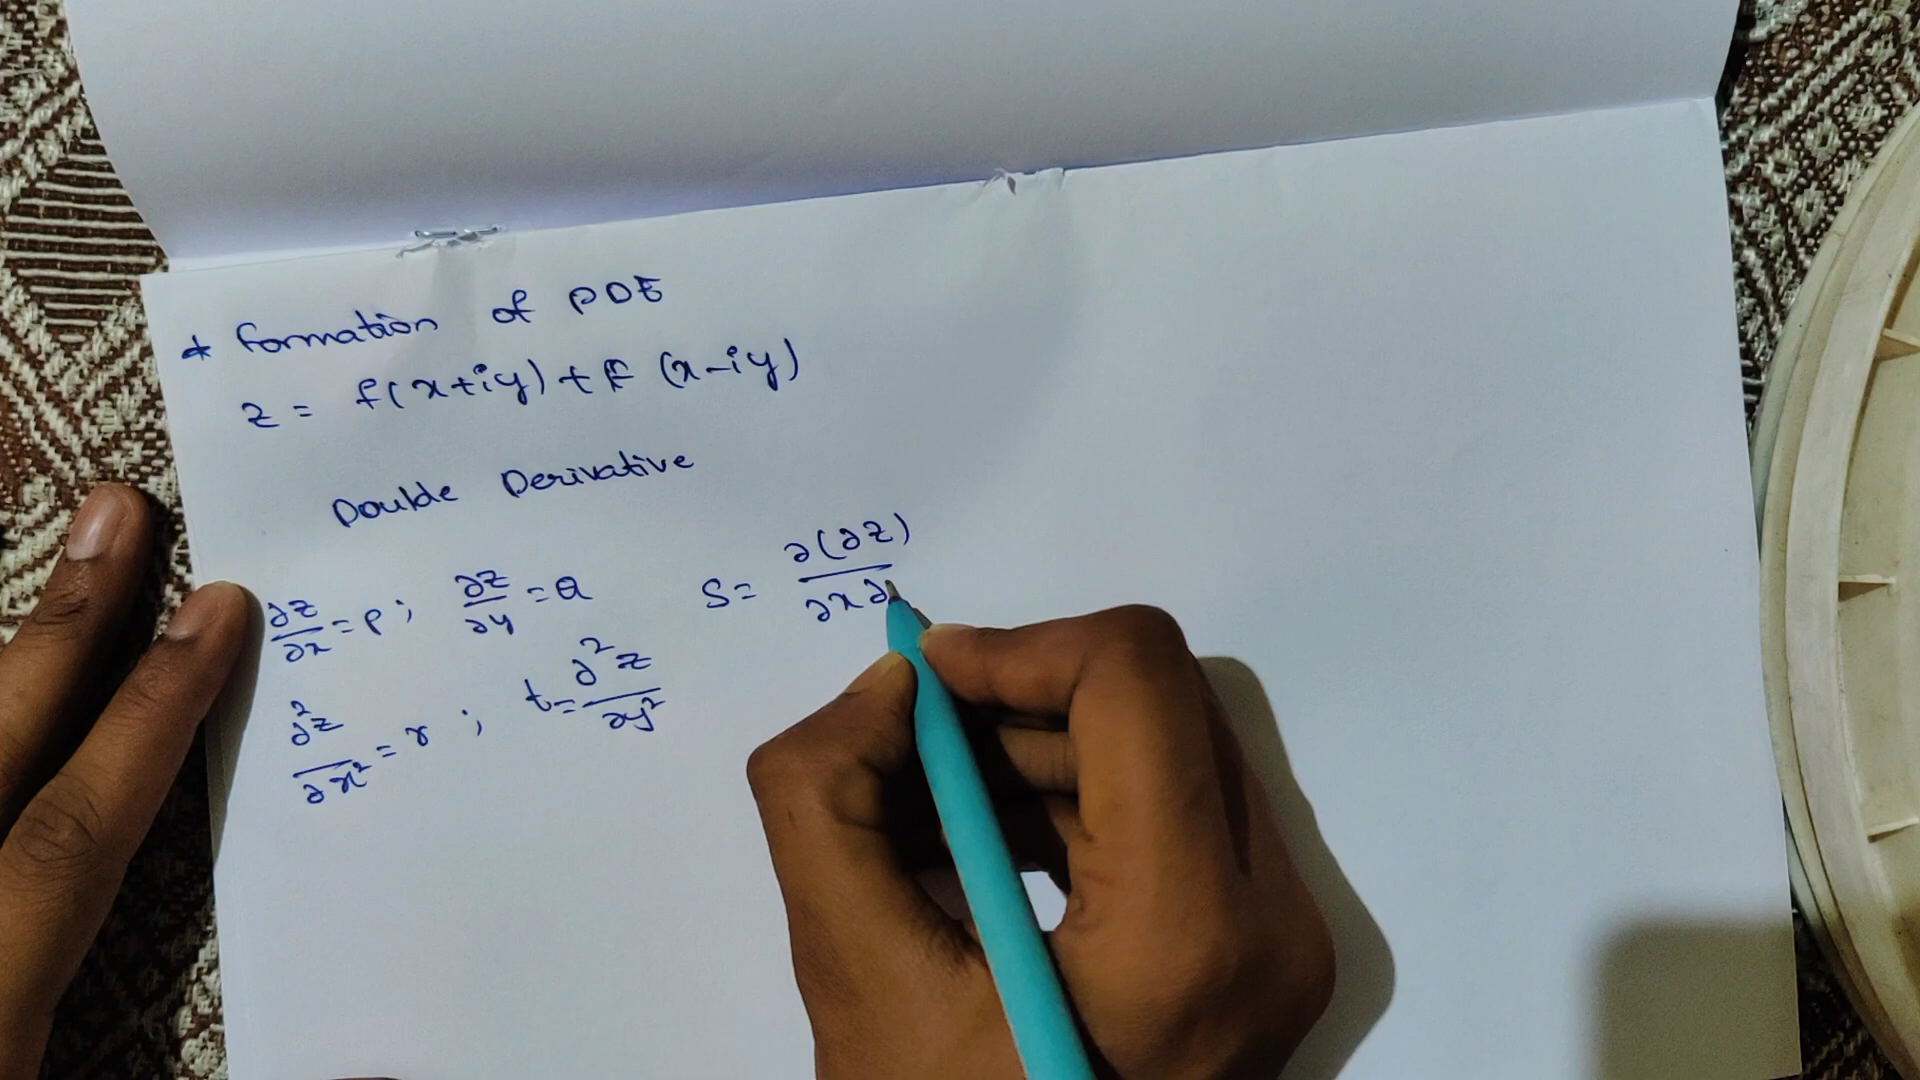 * Formation of PDE
z = f(x+iy) + F (x-iy)
Double Derivative
∂z/∂x = p ; ∂z/∂y = Q S = ∂(∂z)/∂x∂
∂²z/∂x² = r ; t = ∂²z/∂y²